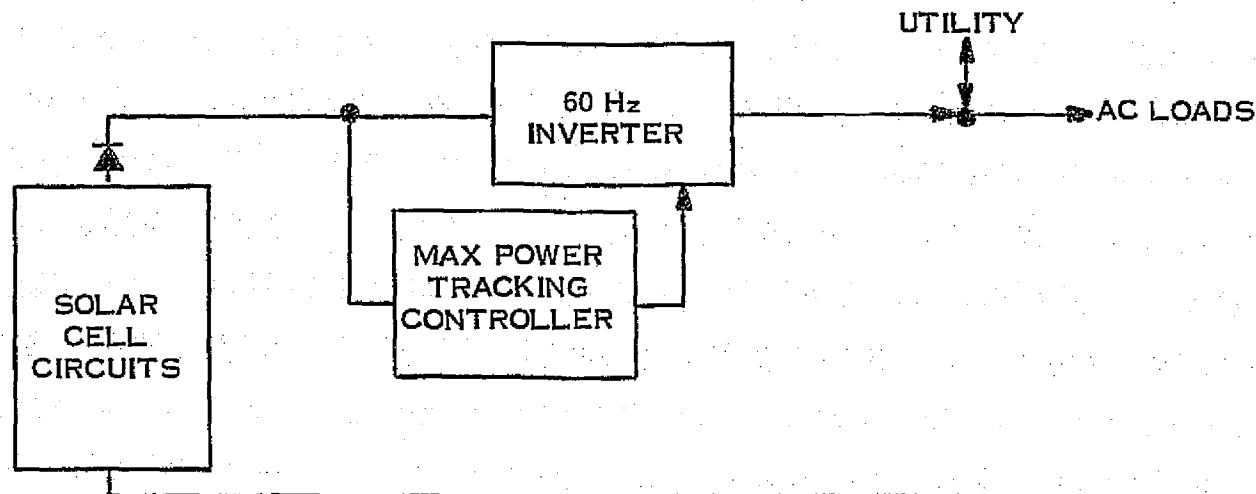 UTILITY
60 Hz
INVERTER
AC LOADS
MAX POWER
TRACKING
CONTROLLER
SOLAR
CELL
CIRCUITS